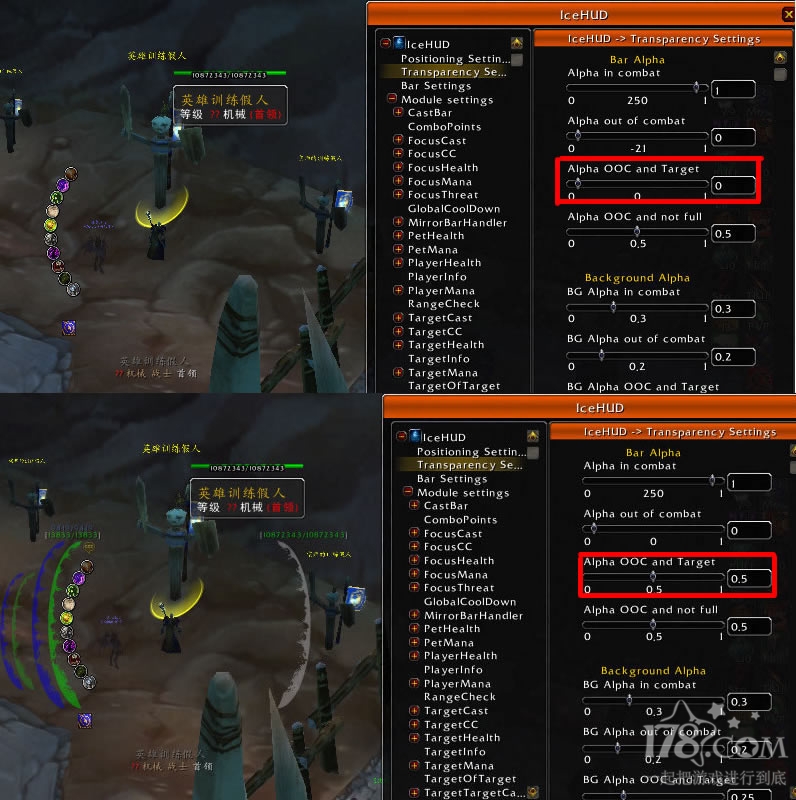 英雄训练假人
10872343/10872343
英雄训练假人
等级 ?? 机械 (首领)
英雄训练假人
?? 机械 战士 首领
IceHUD
IceHUD
Positioning Settin...
Transparency Se...
Bar Settings
Module settings
CastBar
ComboPoints
FocusCast
FocusCC
FocusHealth
FocusMana
FocusThreat
GlobalCoolDown
MirrorBarHandler
PetHealth
PetMana
PlayerHealth
PlayerInfo
PlayerMana
RangeCheck
TargetCast
TargetCC
TargetHealth
TargetInfo
TargetMana
TargetOfTarget
IceHUD -> Transparency Settings
Bar Alpha
Alpha in combat
1
0 250 1
Alpha out of combat
0
0 -21 1
Alpha OOC and Target
0
0 0 1
Alpha OOC and not full
0.5
0 0,5 1
Background Alpha
BG Alpha in combat
0.3
0 0,3 1
BG Alpha out of combat
0.2
0 0,2 1
BG Alpha OOC and Target
英雄训练假人
10872343/10872343
英雄训练假人
等级 ?? 机械 (首领)
[13833/13833]
[10872343/10872343]
英雄训练假人
?? 机械 战士 首领
IceHUD
IceHUD
Positioning Settin...
Transparency Se...
Bar Settings
Module settings
CastBar
ComboPoints
FocusCast
FocusCC
FocusHealth
FocusMana
FocusThreat
GlobalCoolDown
MirrorBarHandler
PetHealth
PetMana
PlayerHealth
PlayerInfo
PlayerMana
RangeCheck
TargetCast
TargetCC
TargetHealth
TargetInfo
TargetMana
TargetOfTarget
TargetTargetCa...
IceHUD -> Transparency Settings
Bar Alpha
Alpha in combat
1
0 250 1
Alpha out of combat
0
0 0 1
Alpha OOC and Target
0.5
0 0,5 1
Alpha OOC and not full
0.5
0 0,5 1
Background Alpha
BG Alpha in combat
0.3
0 0,3 1
BG Alpha out of combat
0.2
0 0,2 1
BG Alpha OOC and Target
0.25
178.COM
一起把游戏进行到底